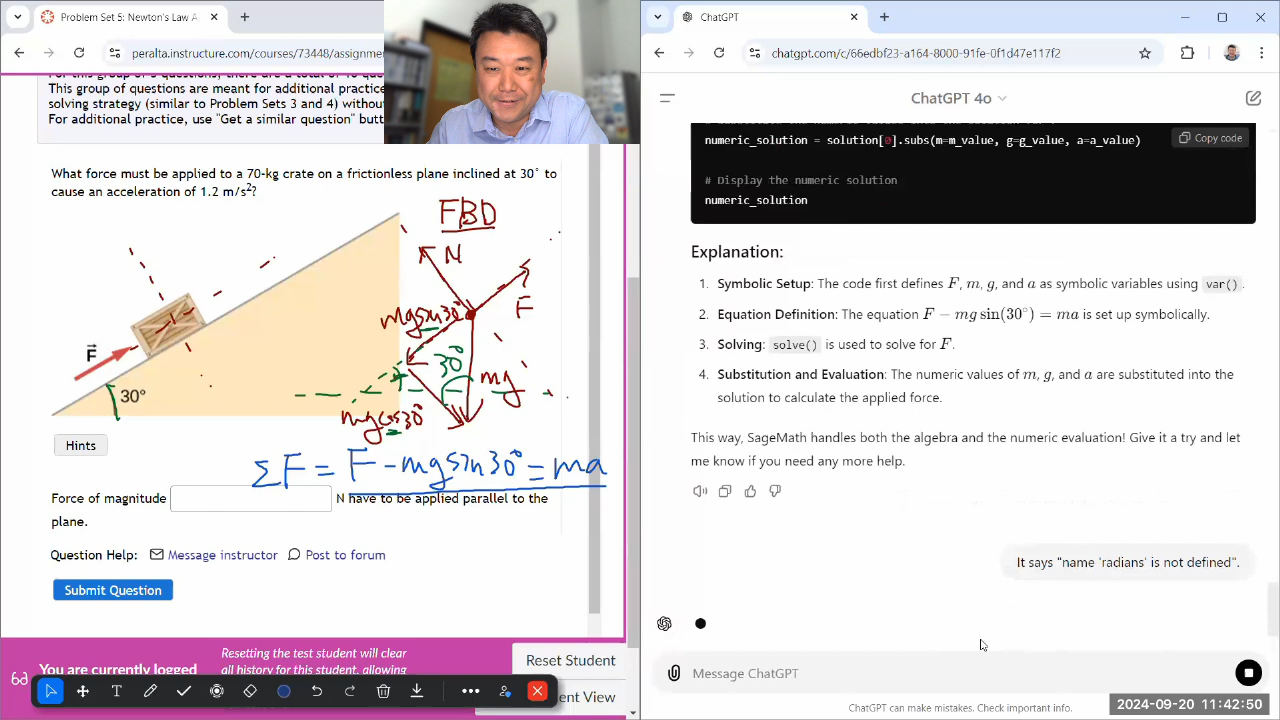 Problem Set 5: Newton's Law A
peralta.instructure.com/courses/73448/assignme
This group of questions are meant for additional practice
solving strategy (similar to Problem Sets 3 and 4) withou
For additional practice, use "Get a similar question" butt
What force must be applied to a 70-kg crate on a frictionless plane inclined at 30° to
cause an acceleration of 1.2 m/s²?
FBD
N
F
mgsin30°
30°
mg
mgcos30°
F
30°
Hints
ΣF = F - mgsin30° = ma
Force of magnitude N have to be applied parallel to the
plane.
Question Help: Message instructor Post to forum
Submit Question
You are currently logged
Resetting the test student will clear
all history for this student, allowing
Reset Student
ent View
ChatGPT
chatgpt.com/c/66edbf23-a164-8000-91fe-0f1d47e117f2
ChatGPT 4o
numeric_solution = solution[0].subs(m=m_value, g=g_value, a=a_value)
Copy code
# Display the numeric solution
numeric_solution
Explanation:
1. Symbolic Setup: The code first defines F, m, g, and a as symbolic variables using var().
2. Equation Definition: The equation F − mg sin(30°) = ma is set up symbolically.
3. Solving: solve() is used to solve for F.
4. Substitution and Evaluation: The numeric values of m, g, and a are substituted into the
solution to calculate the applied force.
This way, SageMath handles both the algebra and the numeric evaluation! Give it a try and let
me know if you need any more help.
It says "name 'radians' is not defined".
Message ChatGPT
ChatGPT can make mistakes. Check important info.
2024-09-20 11:42:50